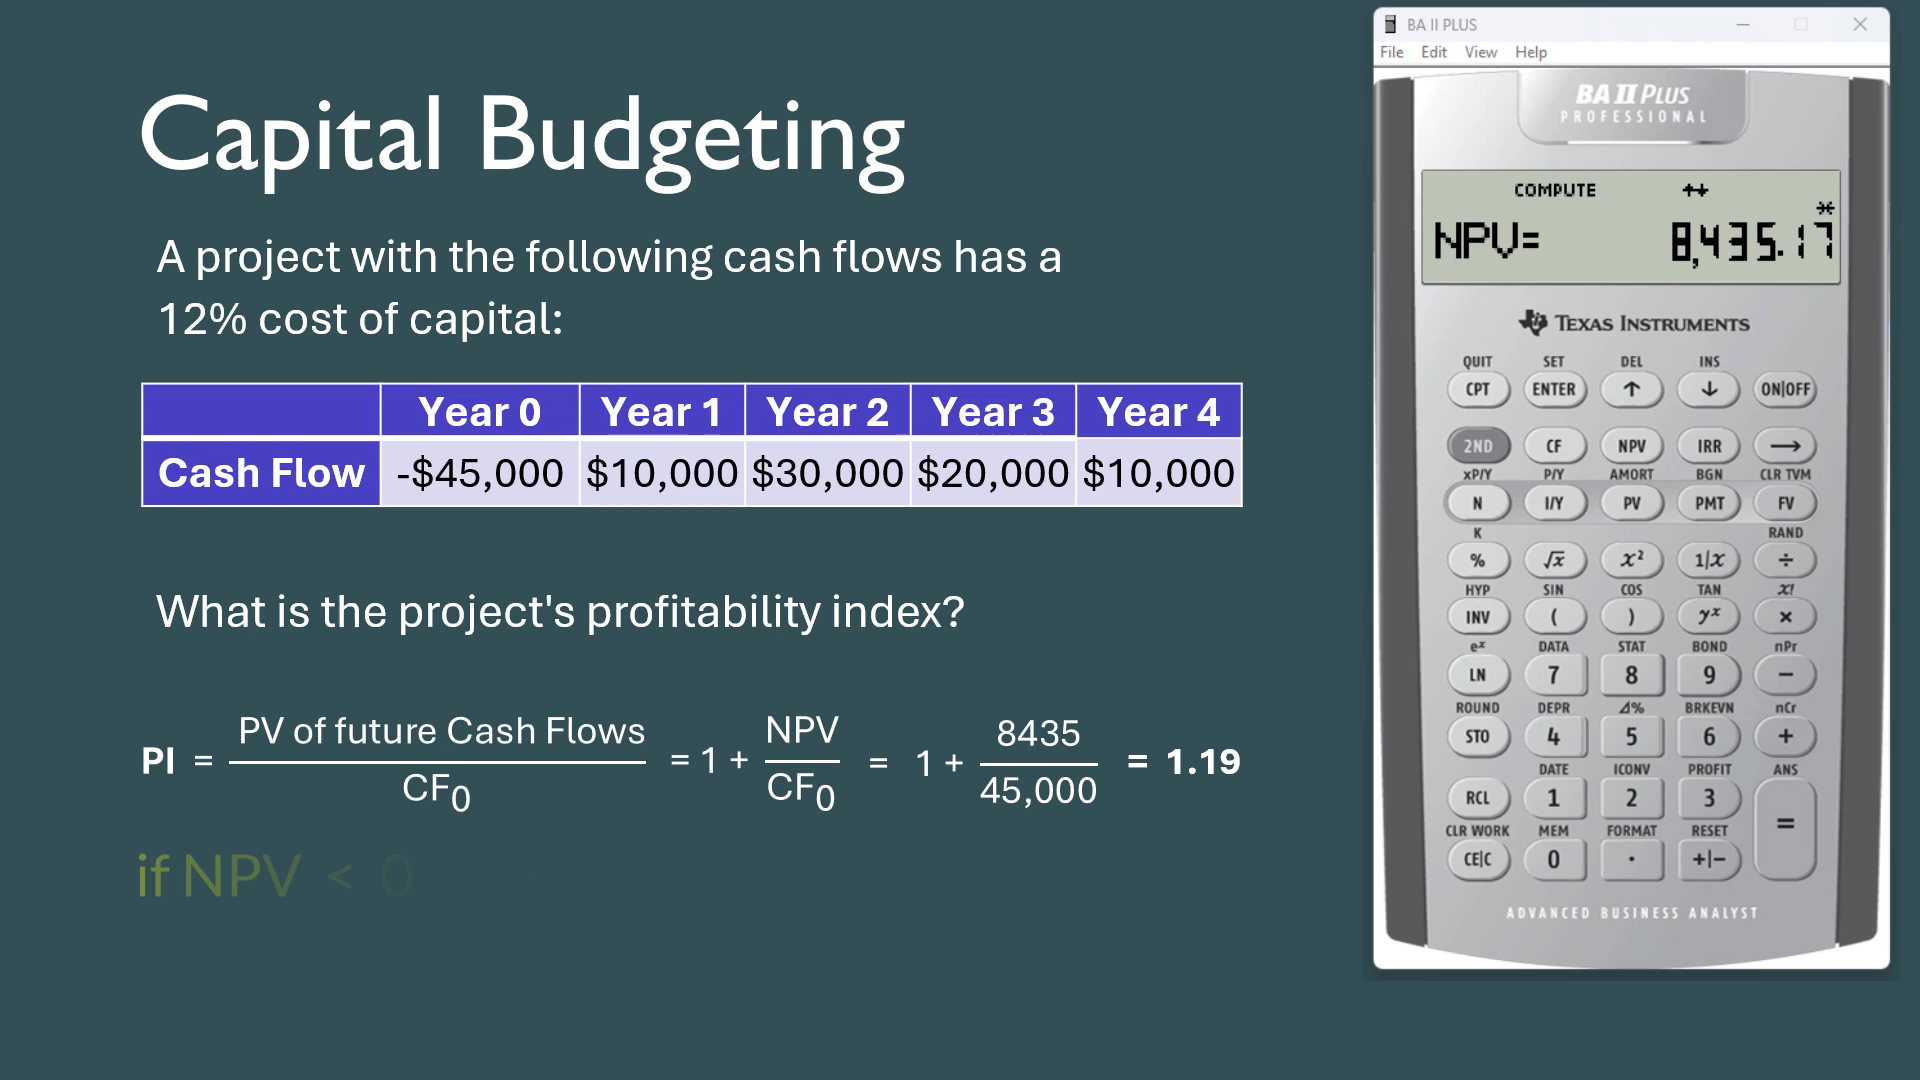 Capital Budgeting
A project with the following cash flows has a
12% cost of capital:
Year 0 Year 1 Year 2 Year 3 Year 4
Cash Flow -$45,000 $10,000 $30,000 $20,000 $10,000
What is the project's profitability index?
PI = PV of future Cash Flows / CF0 = 1 + NPV / CF0 = 1 + 8435 / 45,000 = 1.19
if NPV < 0
BA II PLUS
File Edit View Help
BA II PLUS
PROFESSIONAL
COMPUTE
NPV= 8,435.17
TEXAS INSTRUMENTS
QUIT SET DEL INS
CPT ENTER ↑ ↓ ON|OFF
2ND CF NPV IRR →
xP/Y P/Y AMORT BGN CLR TVM
N I/Y PV PMT FV
K RAND
% √x x² 1/x ÷
HYP SIN COS TAN x!
INV ( ) yˣ ×
eˣ DATA STAT BOND nPr
LN 7 8 9 −
ROUND DEPR Δ% BRKEVN nCr
STO 4 5 6 +
DATE ICONV PROFIT ANS
RCL 1 2 3 =
CLR WORK MEM FORMAT RESET
CE|C 0 . +|−
ADVANCED BUSINESS ANALYST